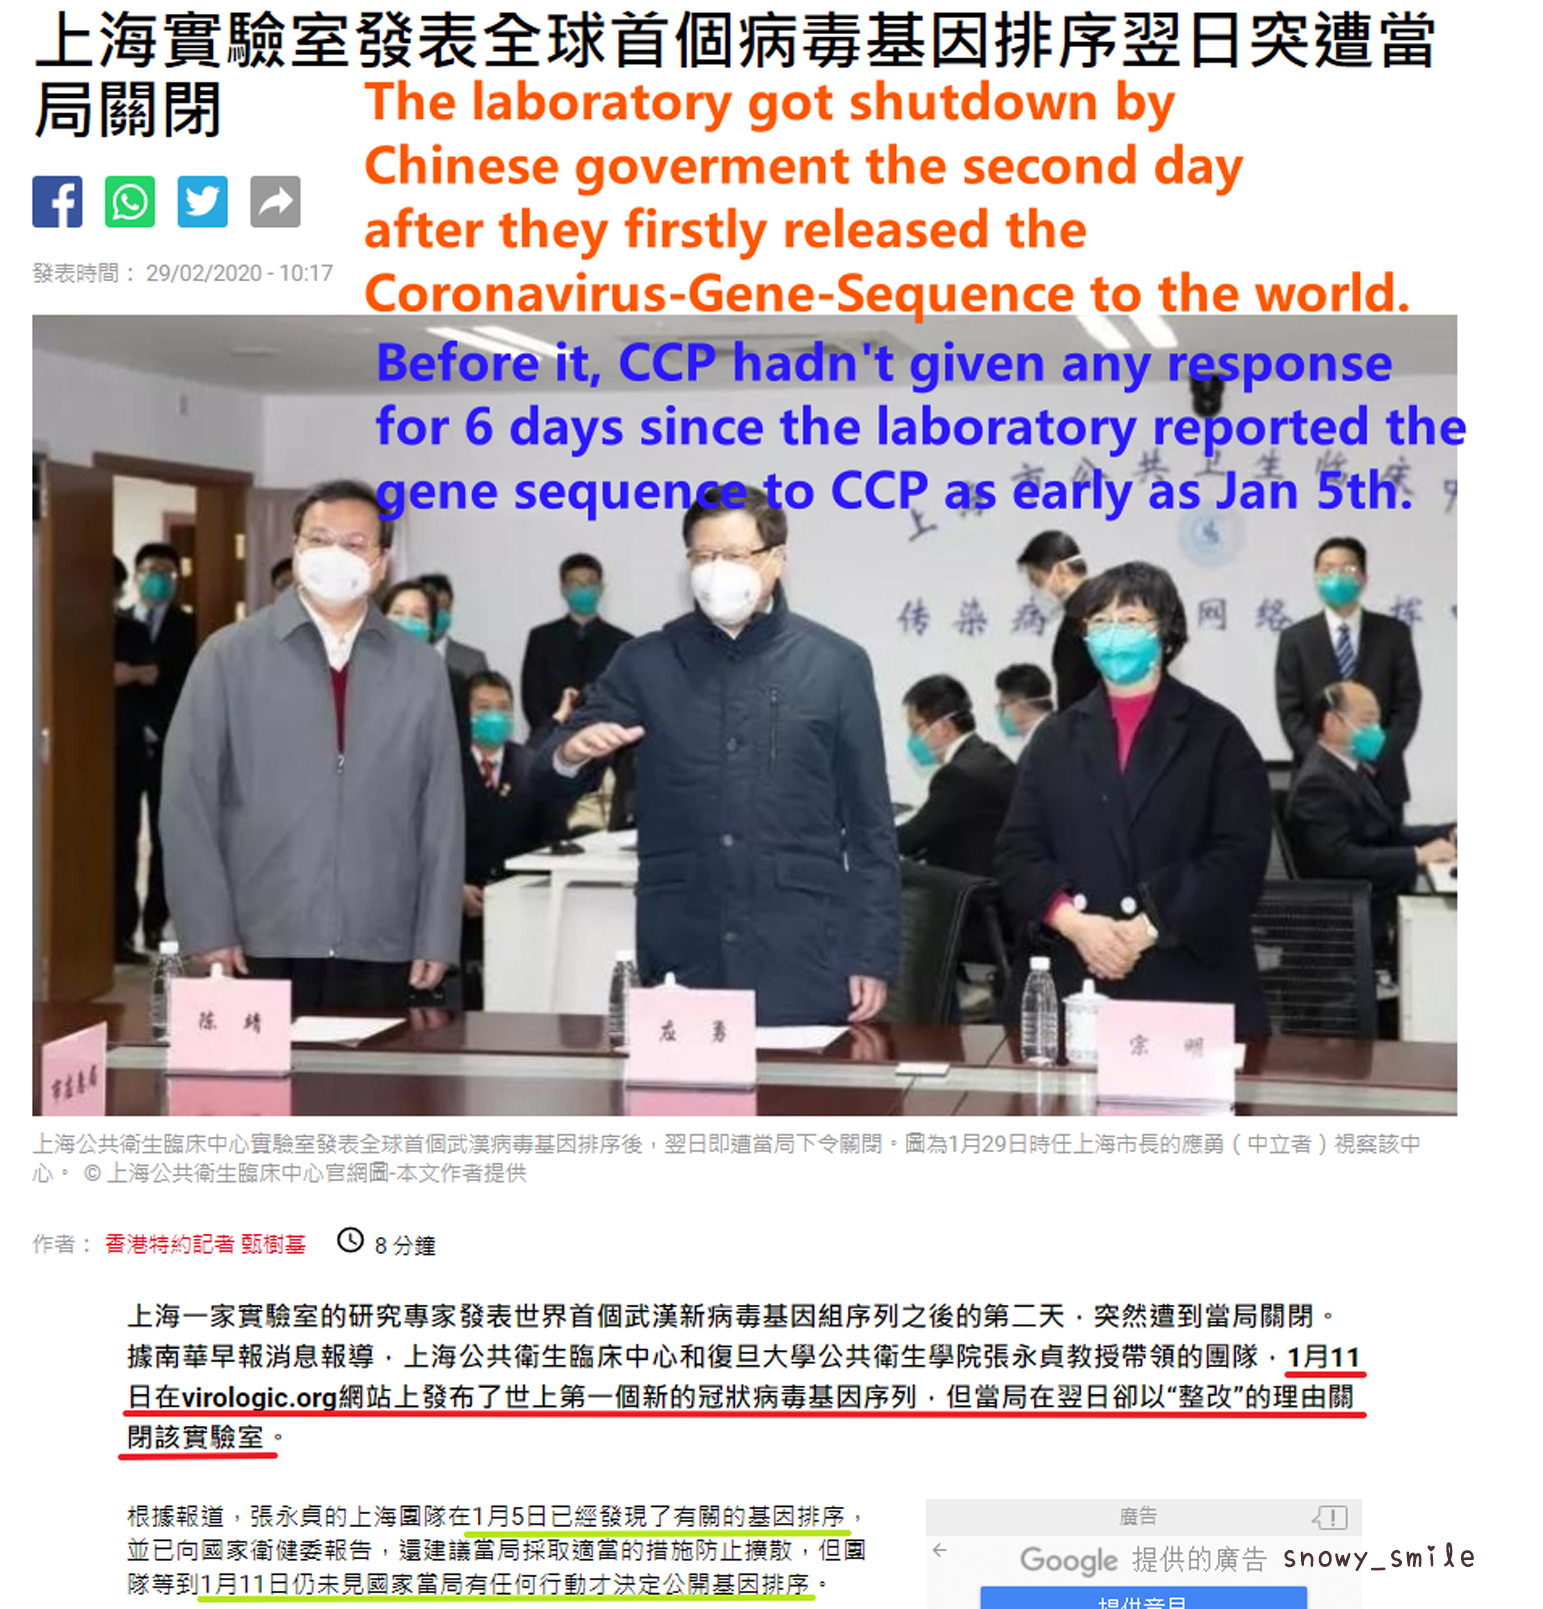 上海實驗室發表全球首個病毒基因排序翌日突遭當
局關閉
The laboratory got shutdown by
Chinese goverment the second day
after they firstly released the
Coronavirus-Gene-Sequence to the world.
發表時間： 29/02/2020 - 10:17
Before it, CCP hadn't given any response
for 6 days since the laboratory reported the
gene sequence to CCP as early as Jan 5th.
上海市公共卫生临床
传染病 网络 挥
陈靖
应勇
宗明
市应急局
上海公共衛生臨床中心實驗室發表全球首個武漢病毒基因排序後，翌日即遭當局下令關閉。圖為1月29日時任上海市長的應勇（中立者）視察該中
心。 © 上海公共衛生臨床中心官網圖-本文作者提供
作者： 香港特約記者 甄樹基 8 分鐘
上海一家實驗室的研究專家發表世界首個武漢新病毒基因組序列之後的第二天，突然遭到當局關閉。
據南華早報消息報導，上海公共衛生臨床中心和復旦大學公共衛生學院張永貞教授帶領的團隊，1月11
日在virologic.org網站上發布了世上第一個新的冠狀病毒基因序列，但當局在翌日卻以“整改”的理由關
閉該實驗室。
根據報道，張永貞的上海團隊在1月5日已經發現了有關的基因排序，
並已向國家衛健委報告，還建議當局採取適當的措施防止擴散，但團
隊等到1月11日仍未見國家當局有任何行動才決定公開基因排序。
廣告
Google 提供的廣告
snowy_smile
提供意見